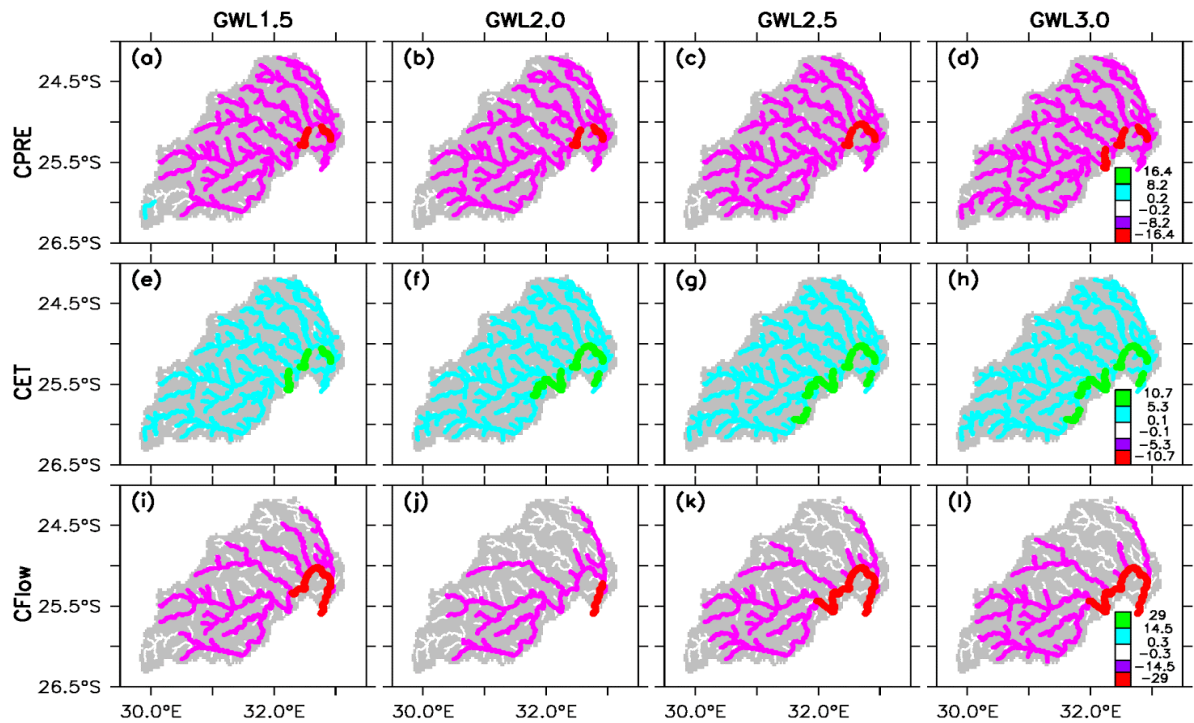 GWL1.5 GWL2.0 GWL2.5 GWL3.0
CPRE
24.5°S
25.5°S
26.5°S
(a) (b) (c) (d)
16.4
8.2
0.2
−0.2
−8.2
−16.4
CET
24.5°S
25.5°S
26.5°S
(e) (f) (g) (h)
10.7
5.3
0.1
−0.1
−5.3
−10.7
CFlow
24.5°S
25.5°S
26.5°S
(i) (j) (k) (l)
29
14.5
0.3
−0.3
−14.5
−29
30.0°E 32.0°E 30.0°E 32.0°E 30.0°E 32.0°E 30.0°E 32.0°E